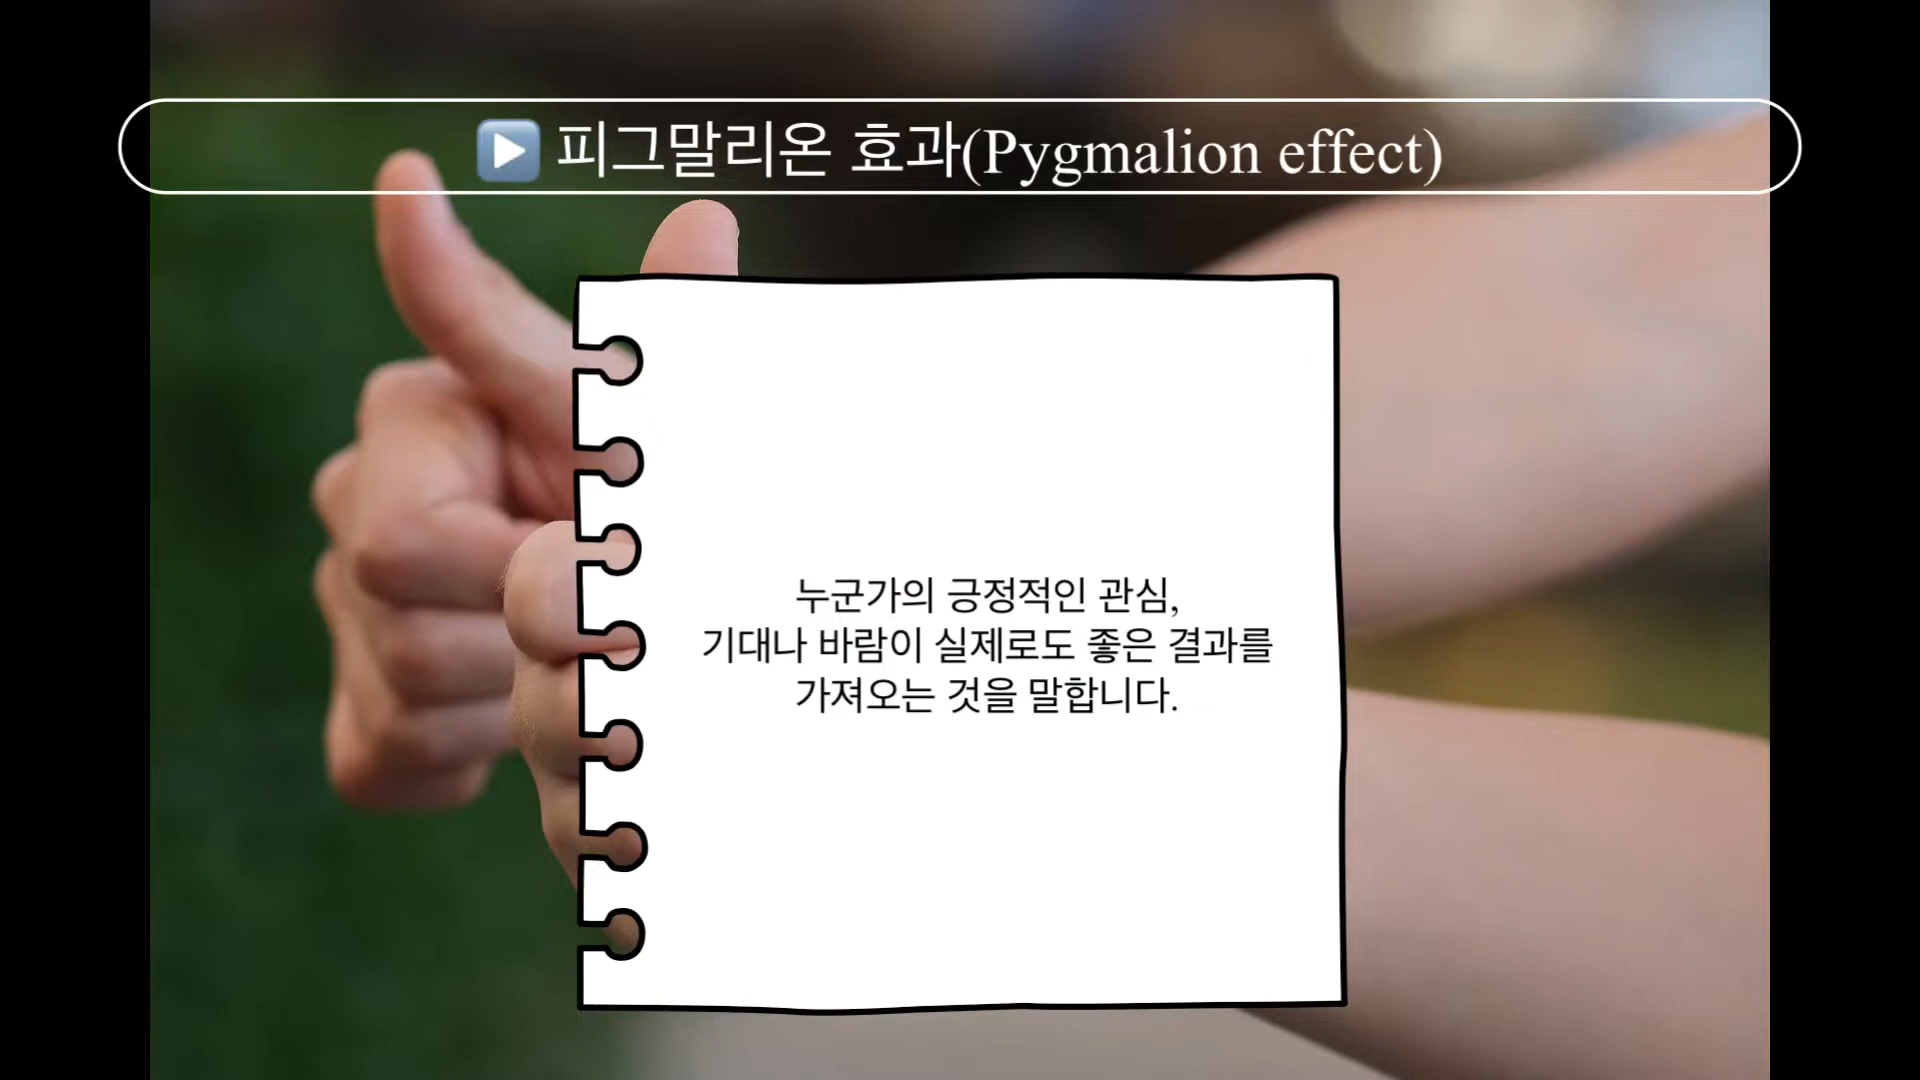 피그말리온 효과(Pygmalion effect)
누군가의 긍정적인 관심,
기대나 바람이 실제로도 좋은 결과를
가져오는 것을 말합니다.